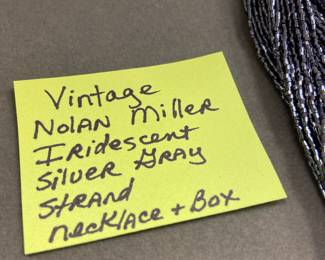 Vintage
Nolan Miller
Iridescent
Silver Gray
Strand
necklace + Box